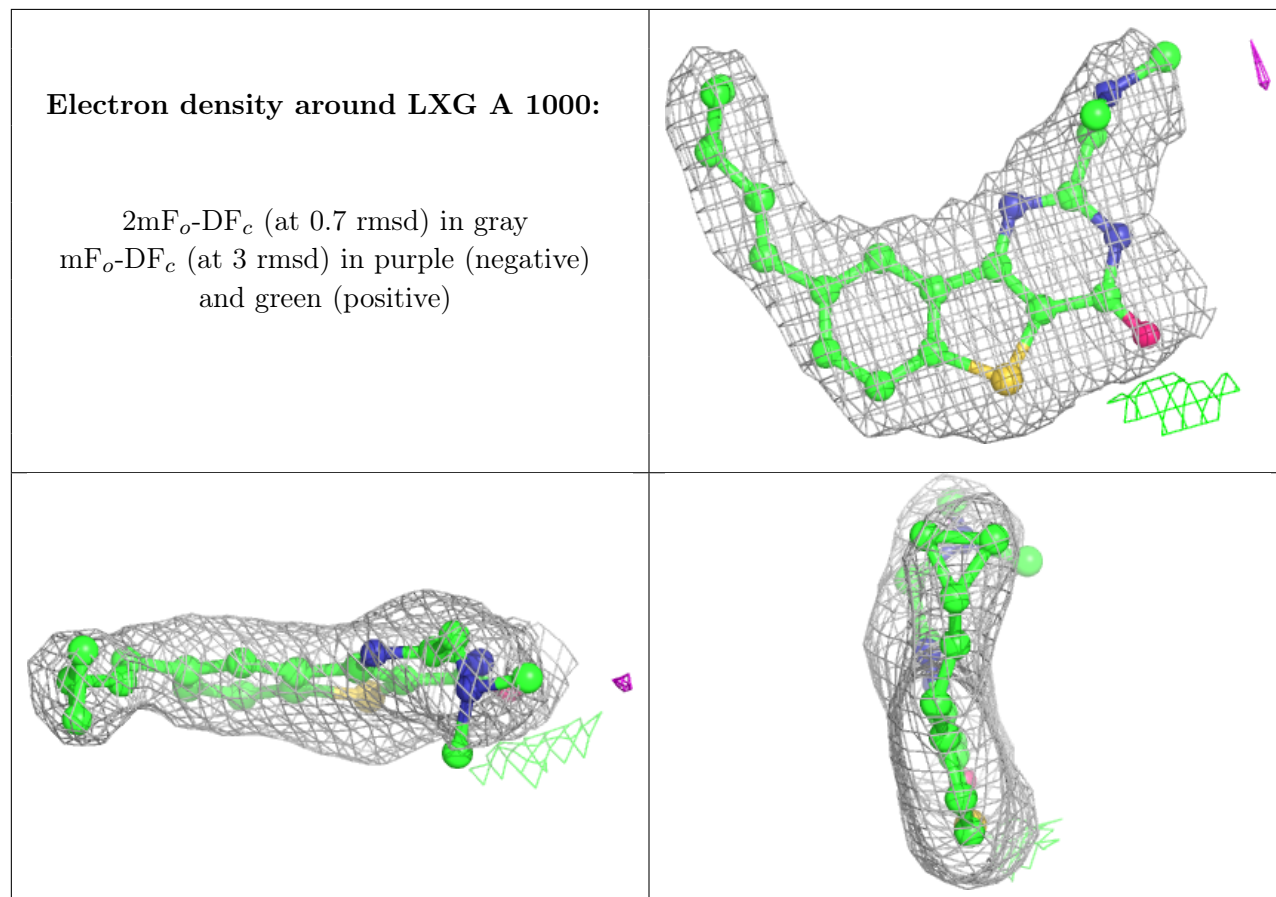 Electron density around LXG A 1000:
2mFo-DFc (at 0.7 rmsd) in gray
mFo-DFc (at 3 rmsd) in purple (negative)
and green (positive)